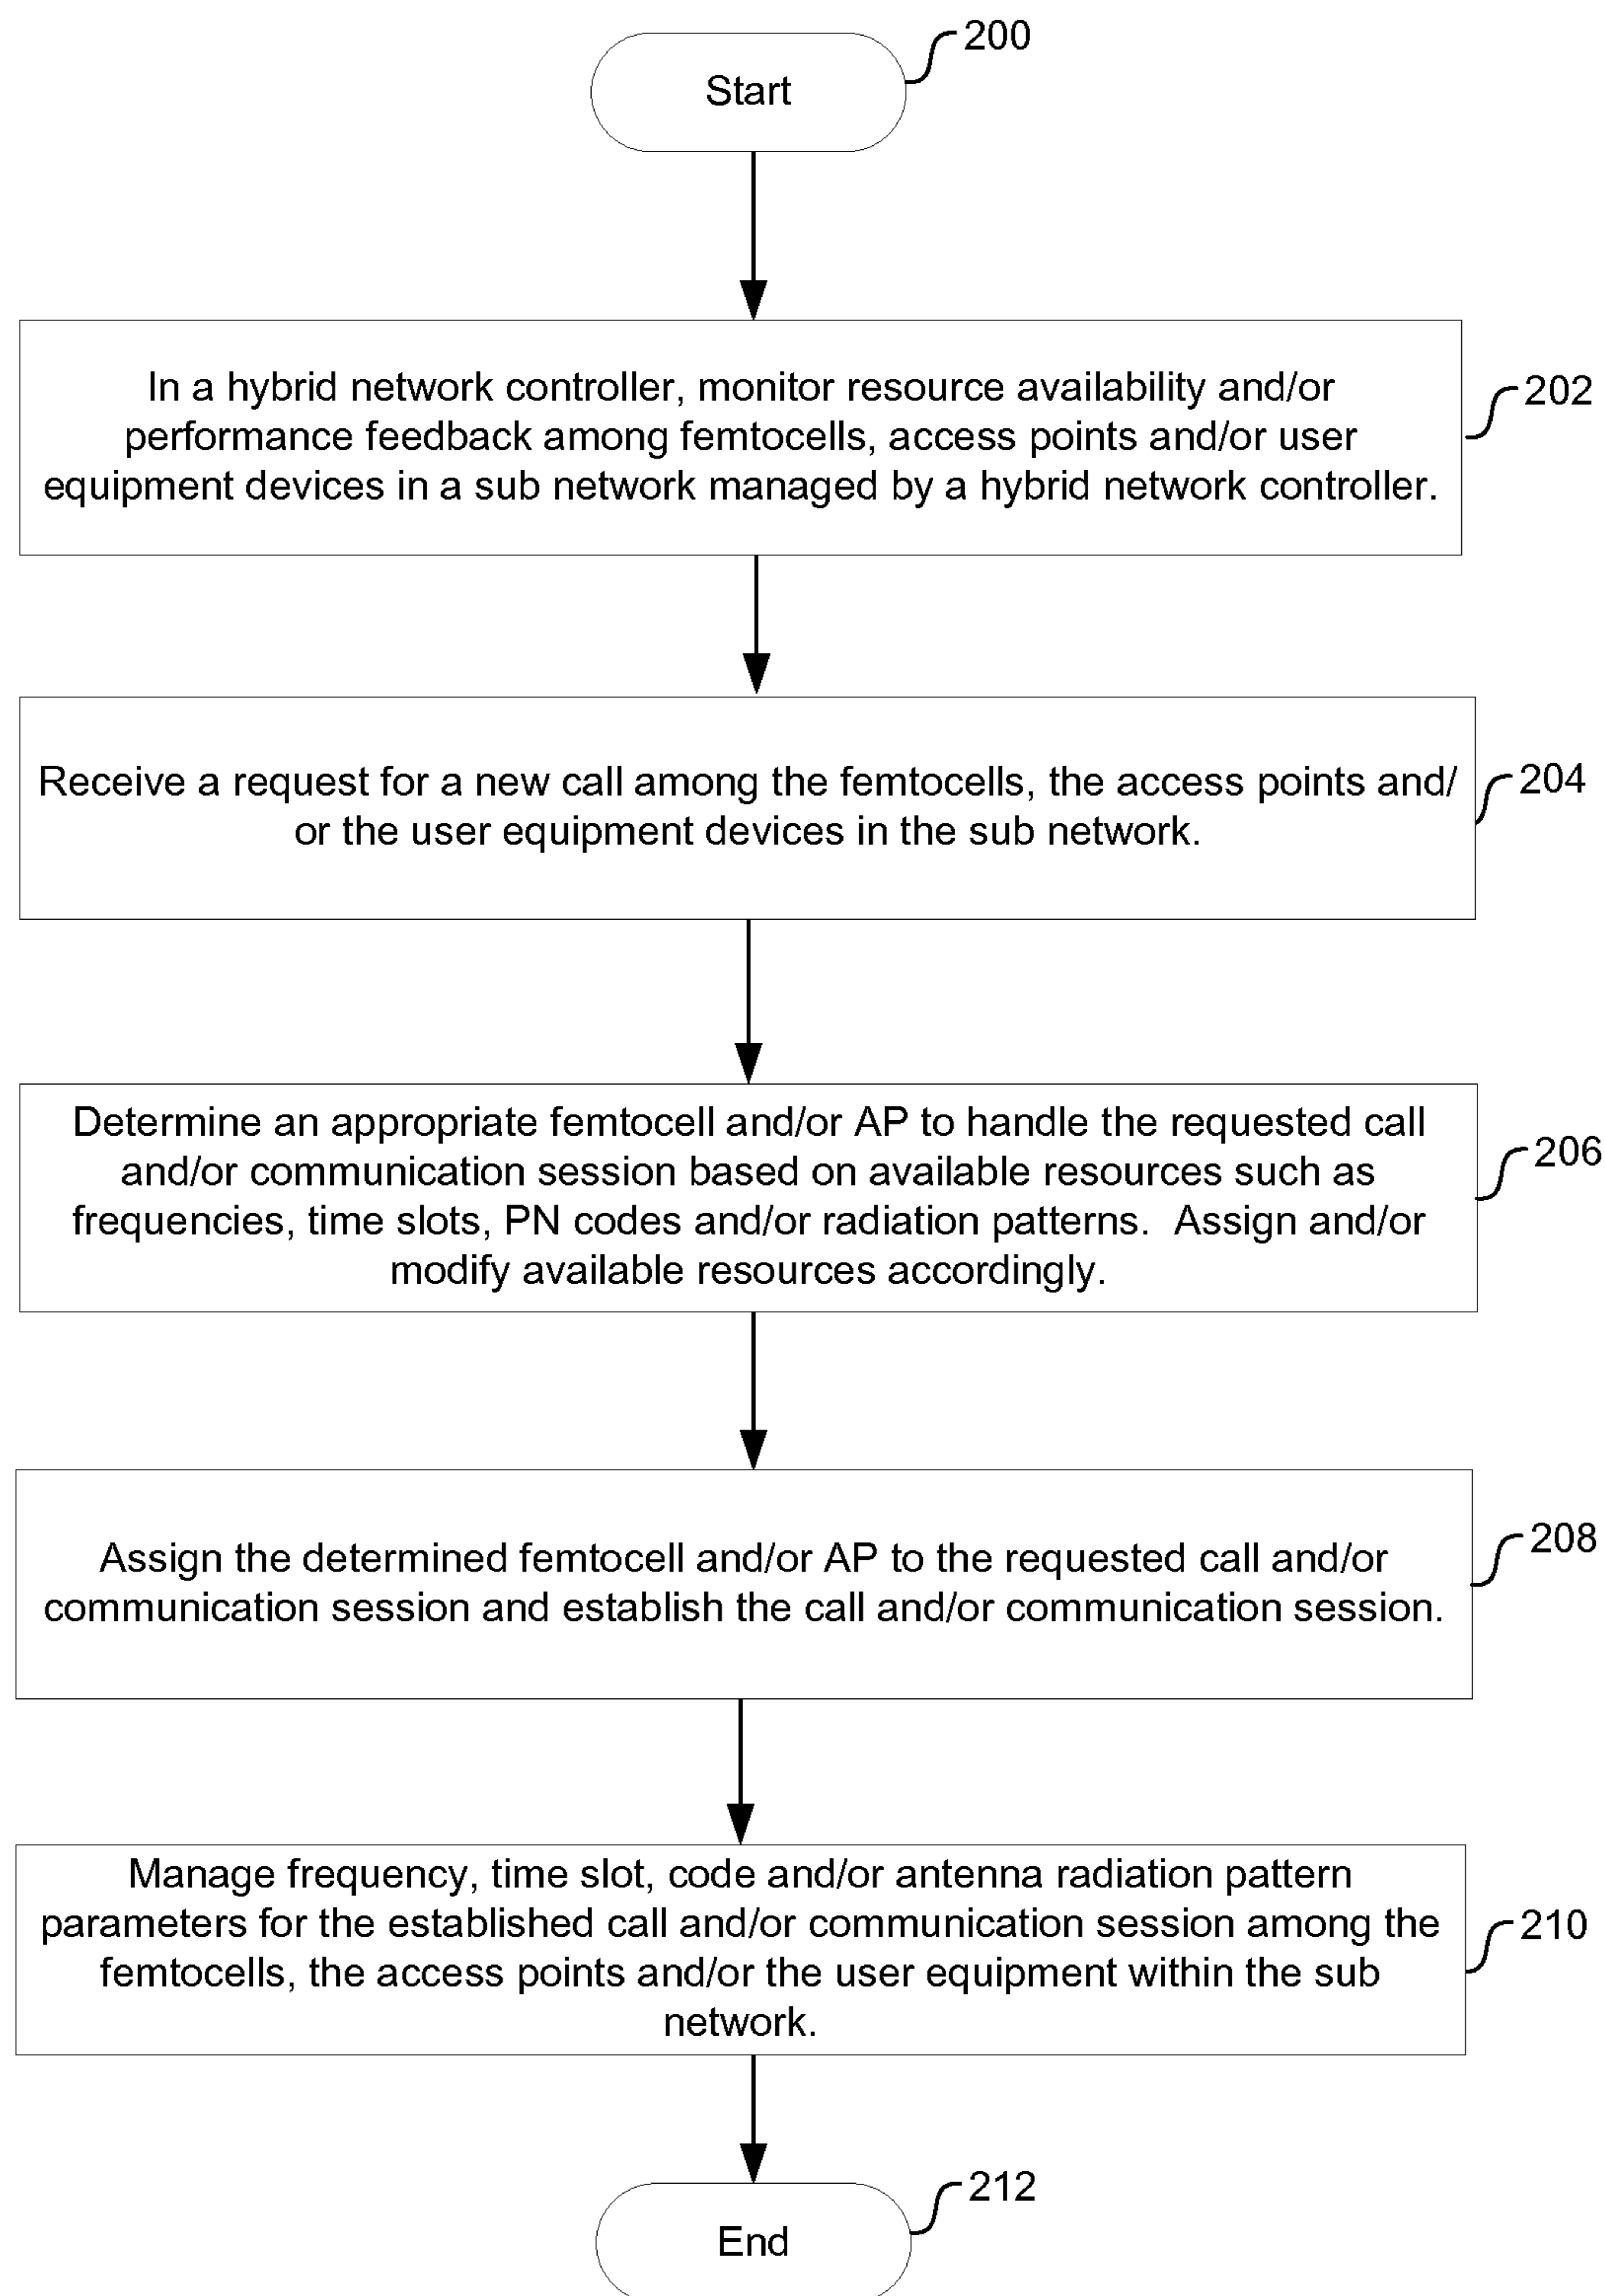 200
Start
In a hybrid network controller, monitor resource availability and/or
performance feedback among femtocells, access points and/or user
equipment devices in a sub network managed by a hybrid network controller.
202
Receive a request for a new call among the femtocells, the access points and/
or the user equipment devices in the sub network.
204
Determine an appropriate femtocell and/or AP to handle the requested call
and/or communication session based on available resources such as
frequencies, time slots, PN codes and/or radiation patterns.  Assign and/or
modify available resources accordingly.
206
Assign the determined femtocell and/or AP to the requested call and/or
communication session and establish the call and/or communication session.
208
Manage frequency, time slot, code and/or antenna radiation pattern
parameters for the established call and/or communication session among the
femtocells, the access points and/or the user equipment within the sub
network.
210
212
End